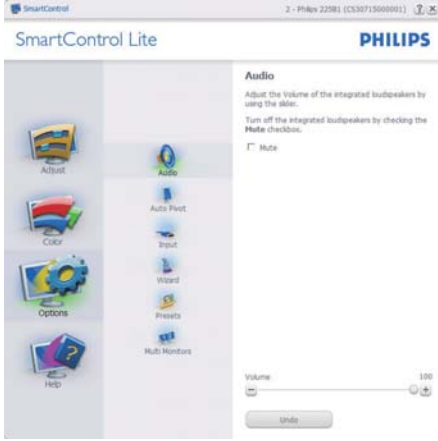 SmartControl
2 - Philips 225B1 (CS30715000001)
SmartControl Lite
PHILIPS
Adjust
Color
Options
Help
Audio
Auto Pivot
Input
Wizard
Presets
Multi Monitors
Audio
Adjust the Volume of the integrated loudspeakers by
using the slider.
Turn off the integrated loudspeakers by checking the
Mute checkbox.
Mute
Volume
100
Undo